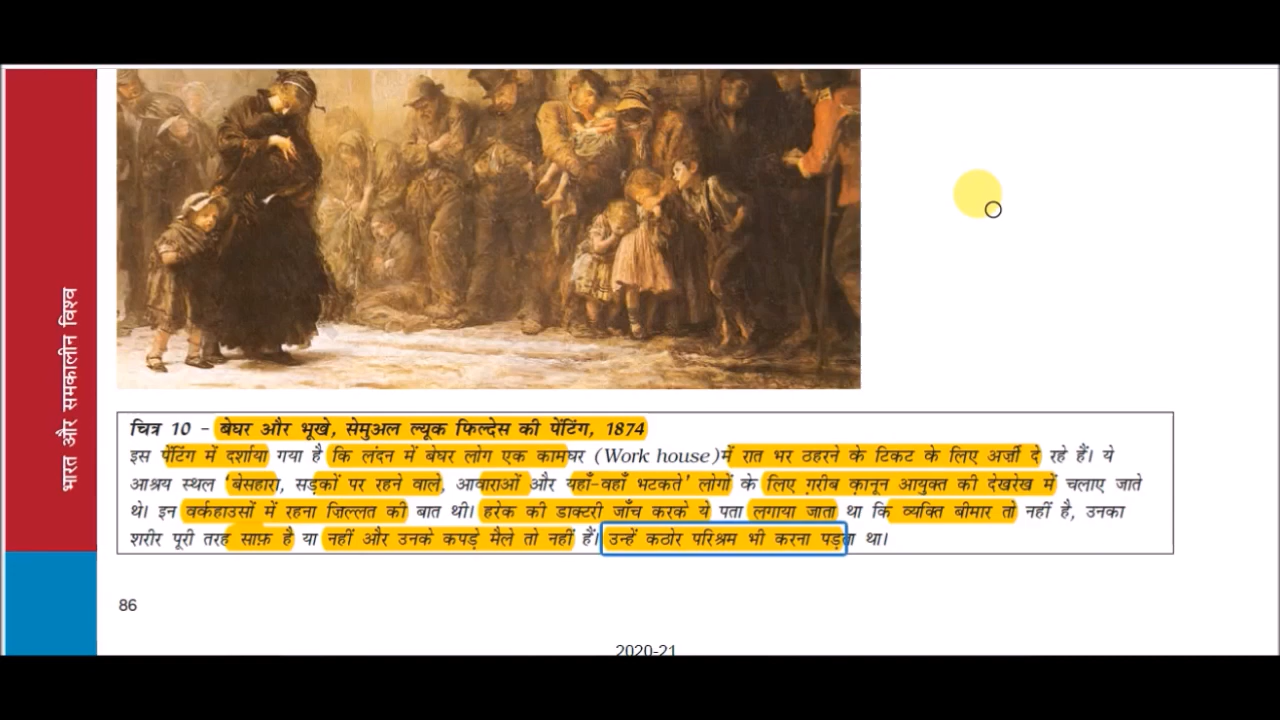 भारत और समकालीन विश्व
चित्र 10 – बेघर और भूखे, सेमुअल ल्यूक फिल्देस की पेंटिंग, 1874
इस पेंटिंग में दर्शाया गया है कि लंदन में बेघर लोग एक कामघर (Work house)में रात भर ठहरने के टिकट के लिए अर्ज़ी दे रहे हैं। ये
आश्रय स्थल 'बेसहारा, सड़कों पर रहने वाले, आवाराओं और यहाँ-वहाँ भटकते' लोगों के लिए ग़रीब क़ानून आयुक्त की देखरेख में चलाए जाते
थे। इन वर्कहाउसों में रहना ज़िल्लत की बात थी। हरेक की डाक्टरी जाँच करके ये पता लगाया जाता था कि व्यक्ति बीमार तो नहीं है, उनका
शरीर पूरी तरह साफ़ है या नहीं और उनके कपड़े मैले तो नहीं हैं। उन्हें कठोर परिश्रम भी करना पड़ता था।
86
2020-21